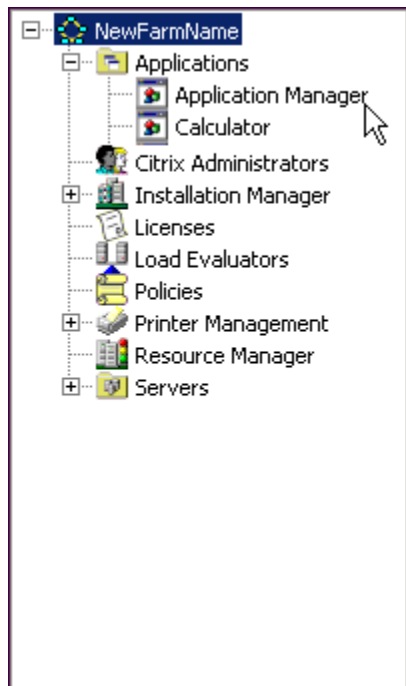 NewFarmName
Applications
Application Manager
Calculator
Citrix Administrators
Installation Manager
Licenses
Load Evaluators
Policies
Printer Management
Resource Manager
Servers